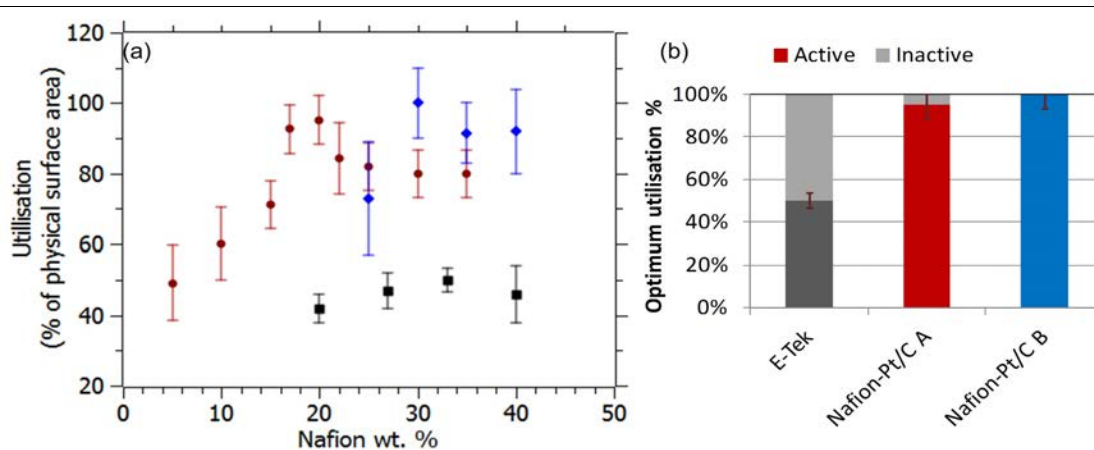 (a)
Utillisation
(% of physical surface area)
120
100
80
60
40
20
0 10 20 30 40 50
Nafion wt. %
(b)
Active Inactive
Optimum utilisation %
100%
80%
60%
40%
20%
0%
E-Tek
Nafion-Pt/C A
Nafion-Pt/C B